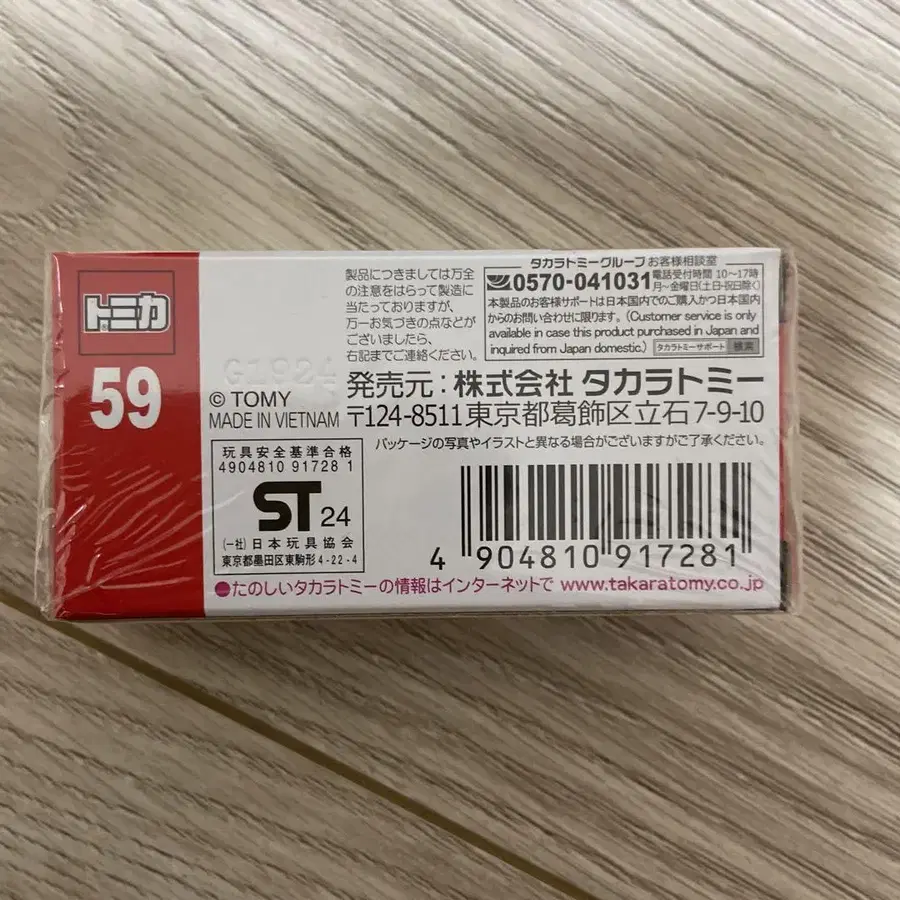 トミカ
59
製品につきましては万全
の注意をはらって製造に
当たっておりますが、
万一お気づきの点などが
ございましたら、
右記までご連絡ください。
タカラトミーグループ お客様相談室
0570-041031 電話受付時間 10〜17時
月〜金曜日(土日・祝日除く)
本製品のお客様サポートは日本国内でのご購入かつ日本国内
からのお問い合わせに限ります。(Customer service is only
available in case this product purchased in Japan and
inquired from Japan domestic.) タカラトミーサポート 検索
G1924
© TOMY
MADE IN VIETNAM
発売元：株式会社 タカラトミー
〒124-8511 東京都葛飾区立石7-9-10
パッケージの写真やイラストと異なる場合がございますがご了承ください。
玩具安全基準合格
4904810 91728 1
ST 24
(一社)日本玩具協会
東京都墨田区東駒形4-22-4
4 904810 917281
●たのしいタカラトミーの情報はインターネットで www.takaratomy.co.jp